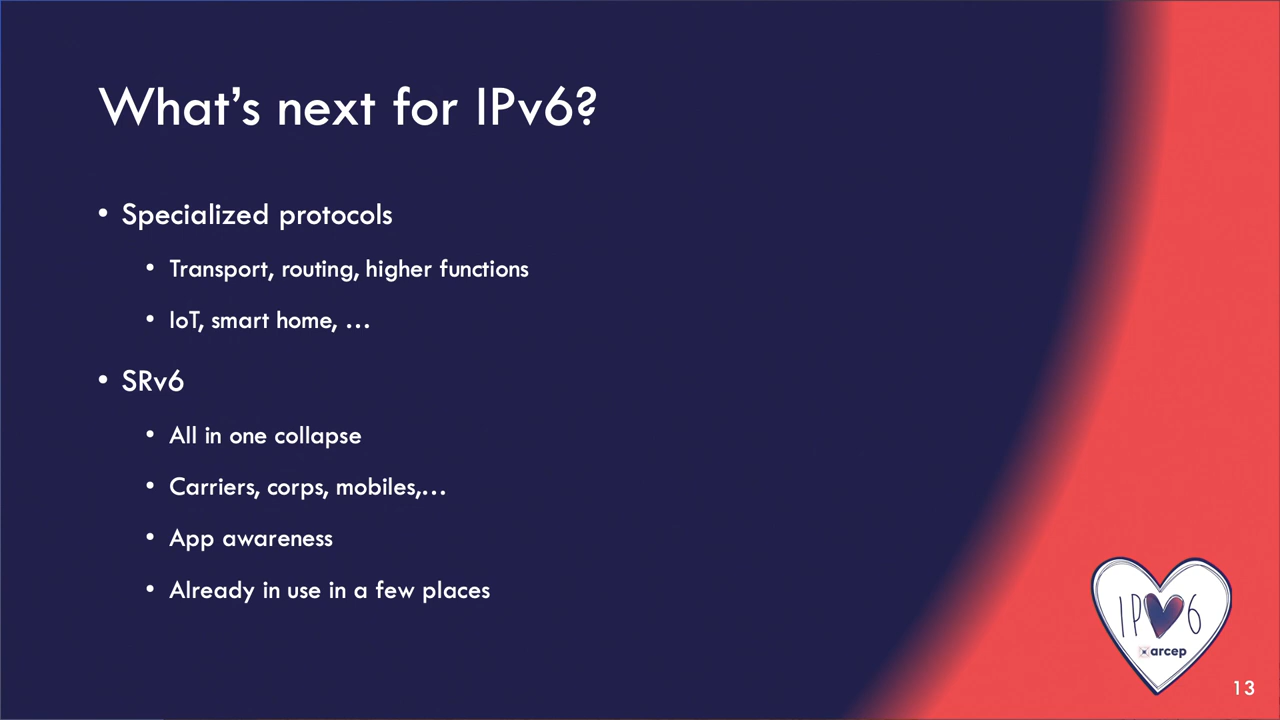 What's next for IPv6?
• Specialized protocols
• Transport, routing, higher functions
• IoT, smart home, …
• SRv6
• All in one collapse
• Carriers, corps, mobiles,…
• App awareness
• Already in use in a few places
IPV6
arcep
13